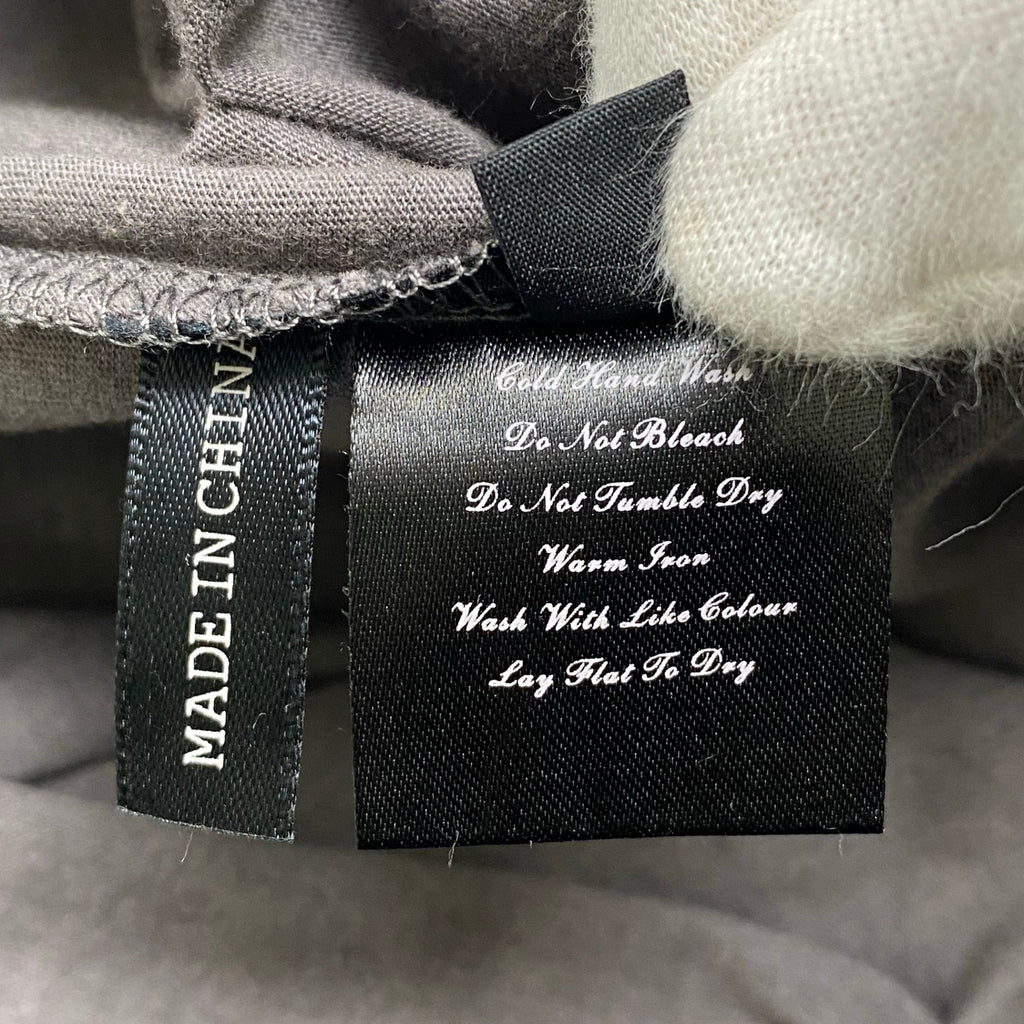 MADE IN CHINA
Cold Hand Wash
Do Not Bleach
Do Not Tumble Dry
Warm Iron
Wash With Like Colour
Lay Flat To Dry